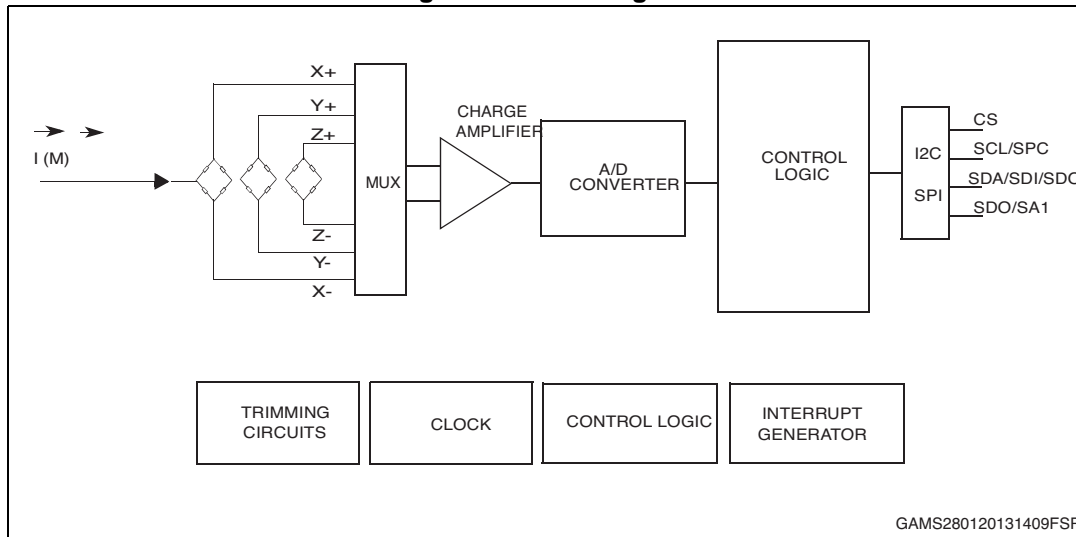 X+
Y+
Z+
I (M)
MUX
Z-
Y-
X-
CHARGE
AMPLIFIER
A/D
CONVERTER
CONTROL
LOGIC
I2C
SPI
CS
SCL/SPC
SDA/SDI/SDO
SDO/SA1
TRIMMING
CIRCUITS
CLOCK
CONTROL LOGIC
INTERRUPT
GENERATOR